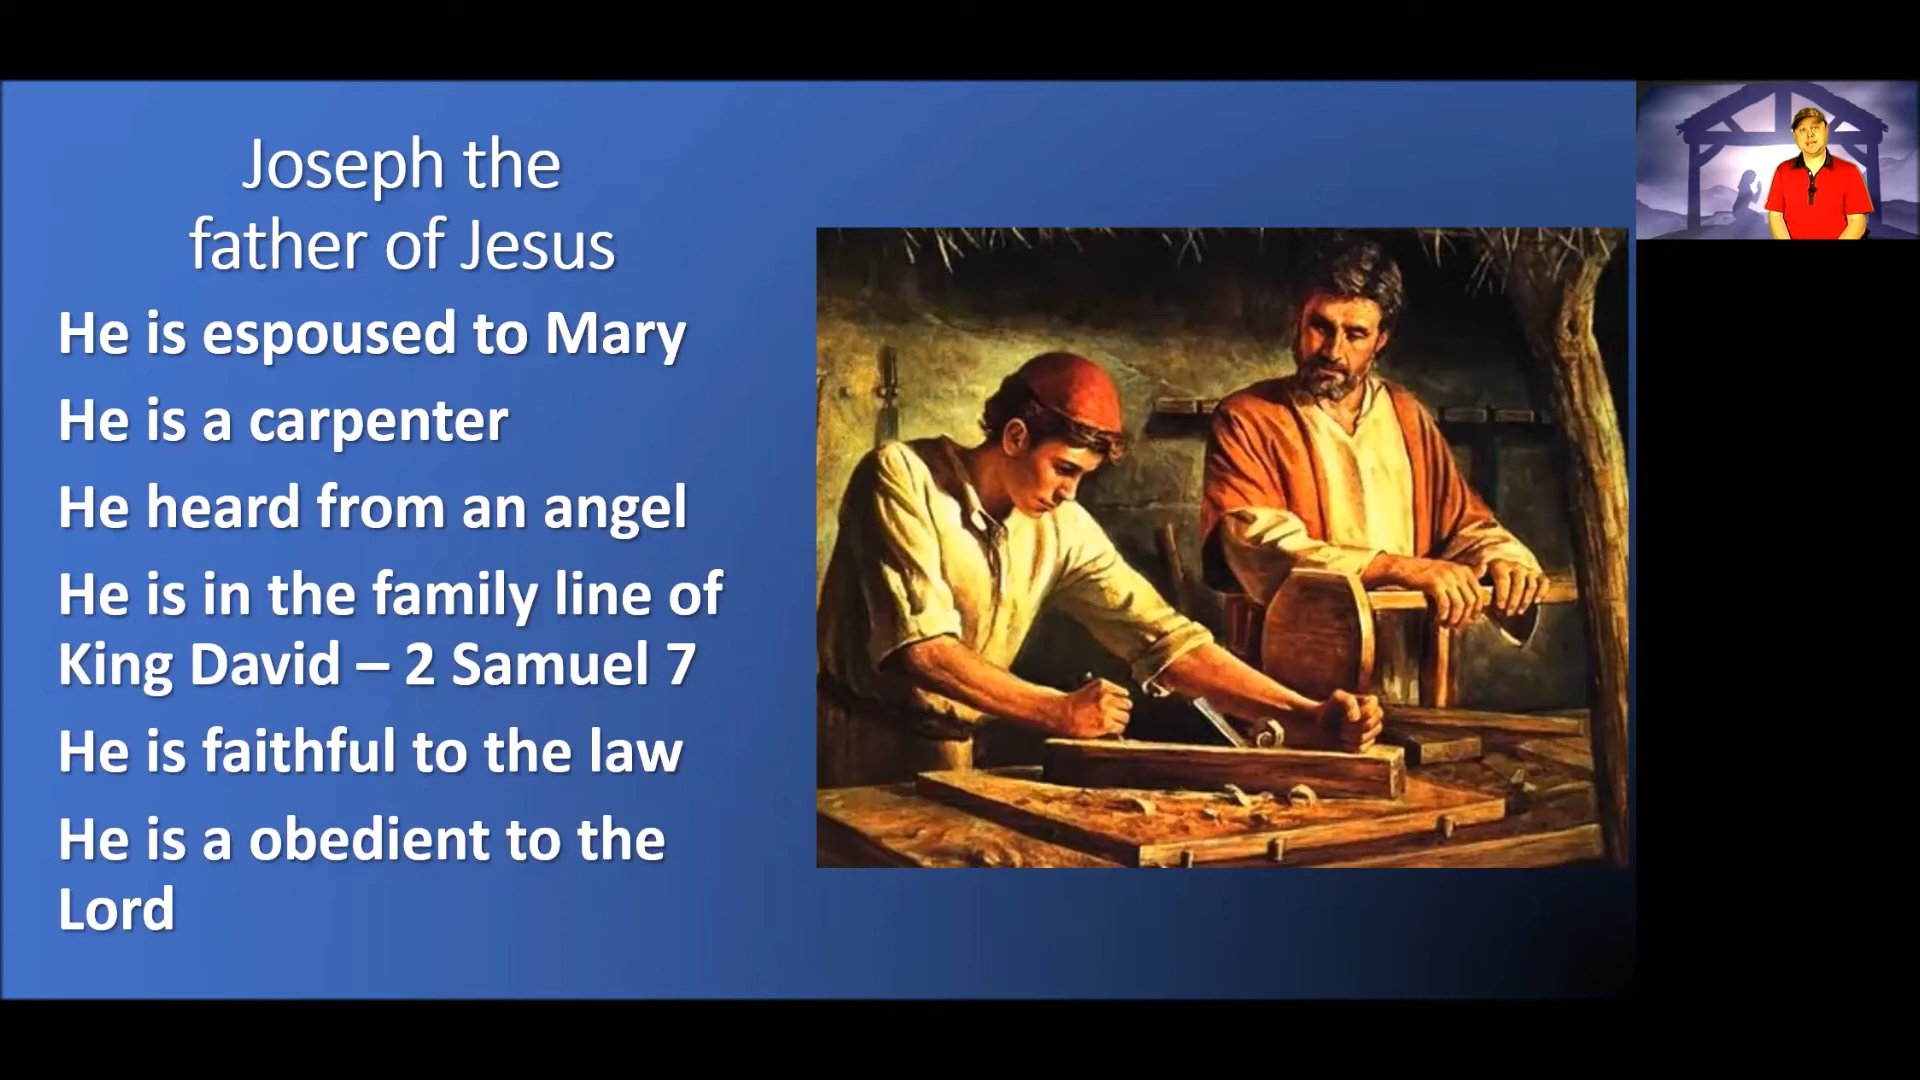 Joseph the
father of Jesus
He is espoused to Mary
He is a carpenter
He heard from an angel
He is in the family line of
King David – 2 Samuel 7
He is faithful to the law
He is a obedient to the
Lord